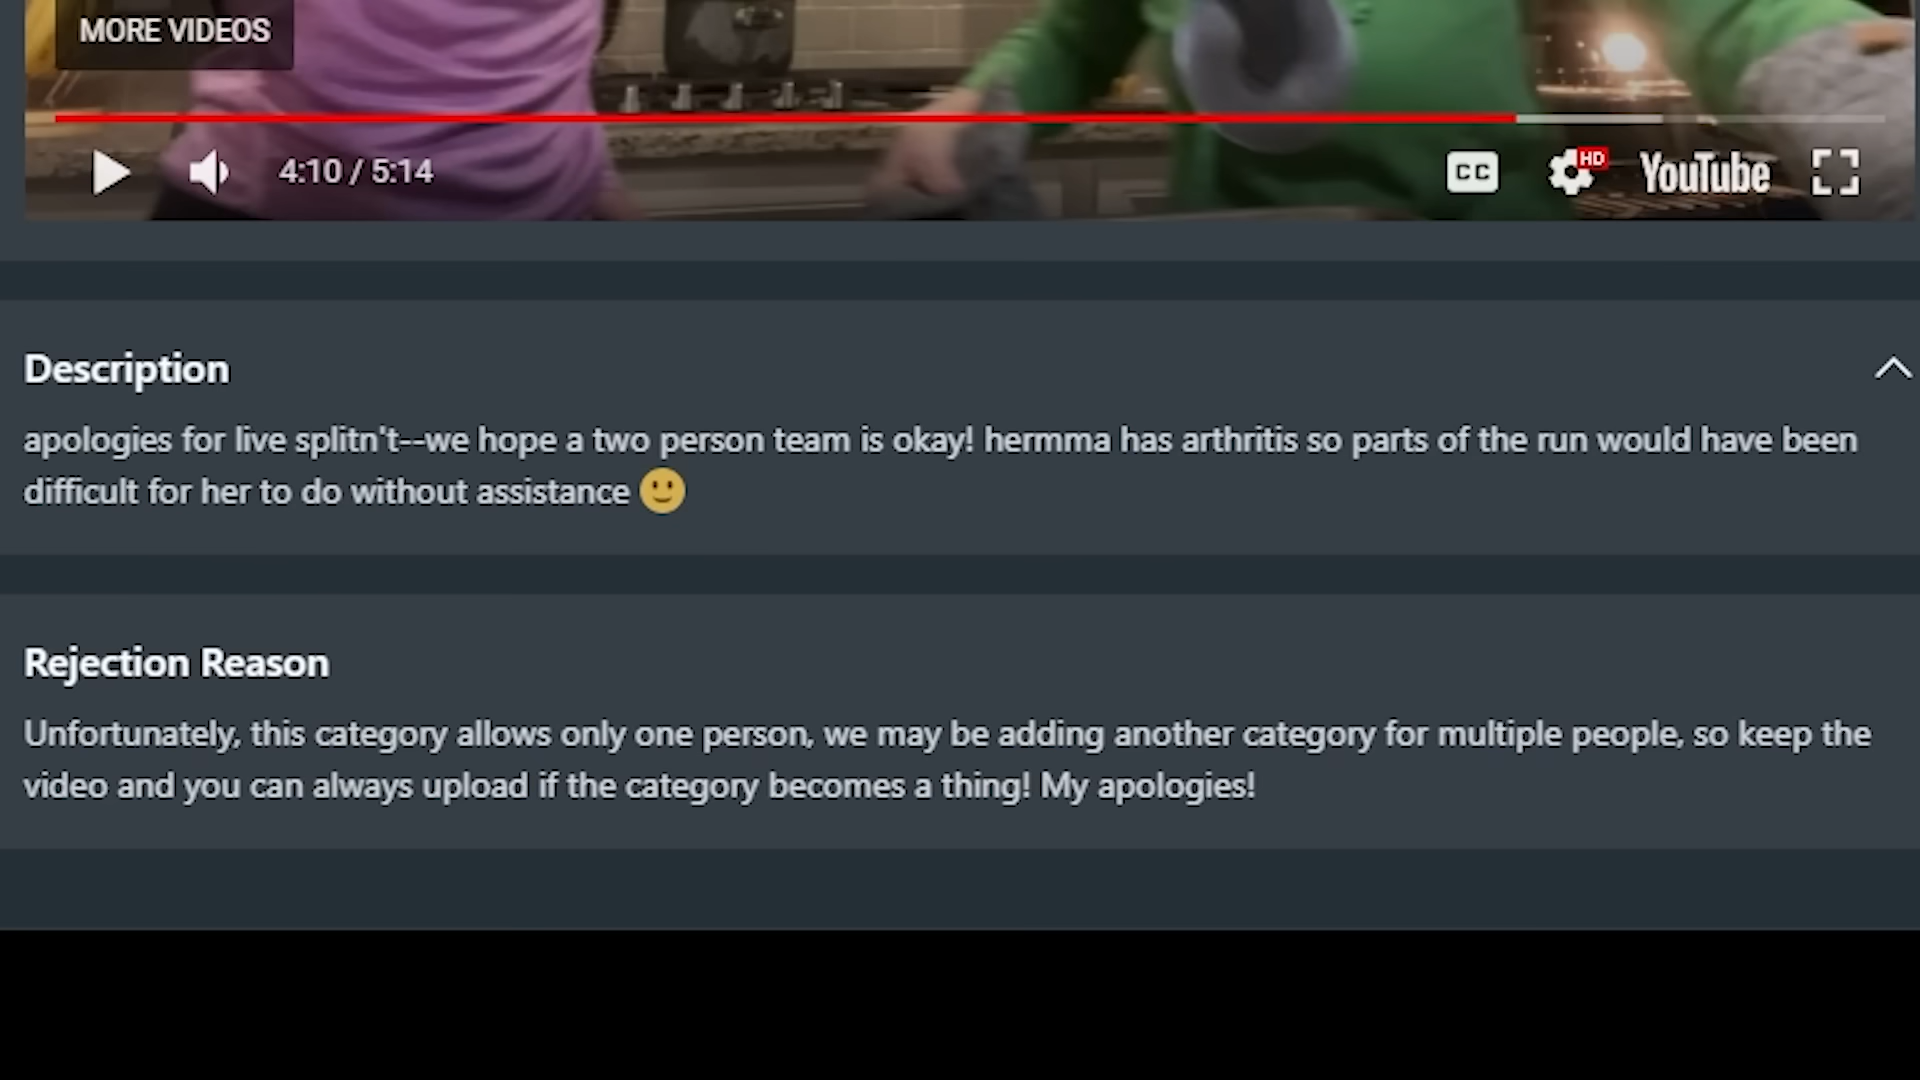 MORE VIDEOS
4:10 / 5:14
CC
HD
YouTube
Description
apologies for live splitn't--we hope a two person team is okay! hermma has arthritis so parts of the run would have been
difficult for her to do without assistance 🙂
Rejection Reason
Unfortunately, this category allows only one person, we may be adding another category for multiple people, so keep the
video and you can always upload if the category becomes a thing! My apologies!